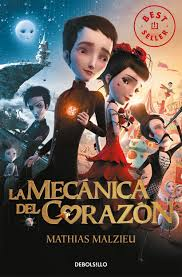 BEST
SELLER
LA MECÁNICA
DEL CORAZÓN
MATHIAS MALZIEU
DEBOLSILLO